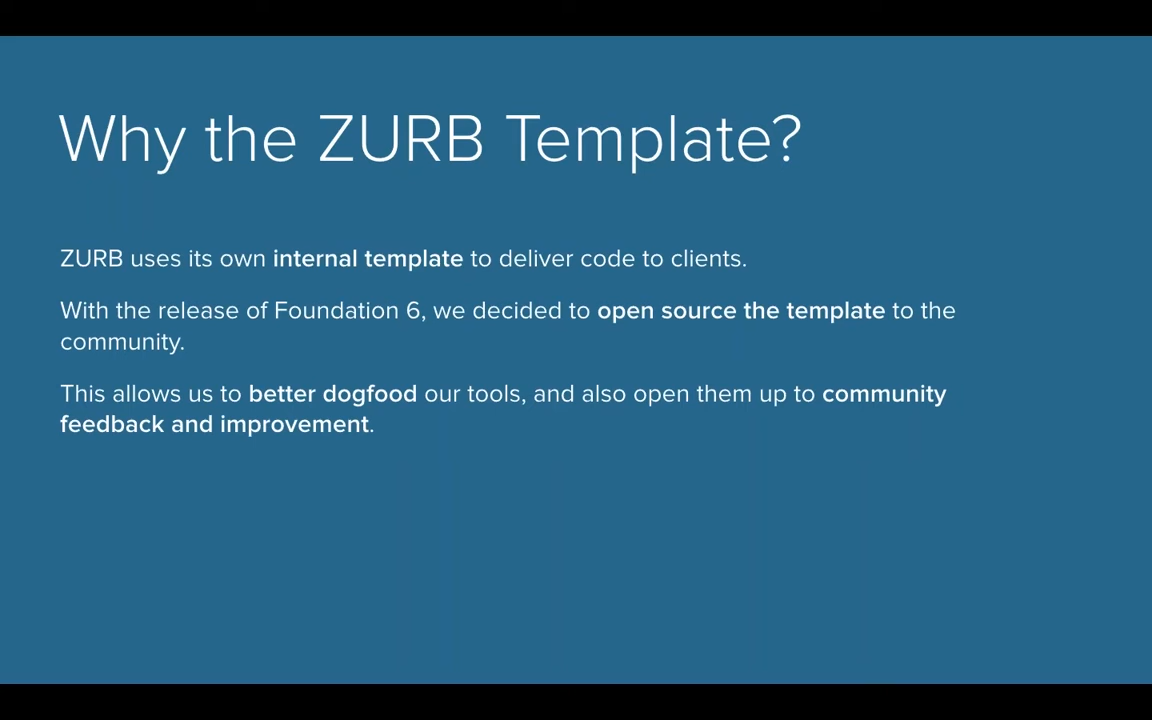 Why the ZURB Template?
ZURB uses its own internal template to deliver code to clients.
With the release of Foundation 6, we decided to open source the template to the
community.
This allows us to better dogfood our tools, and also open them up to community
feedback and improvement.